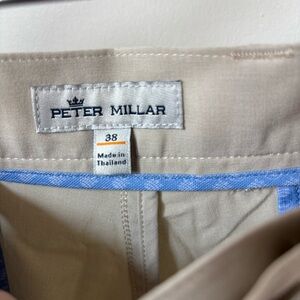 PETER MILLAR
38
Made in
Thailand